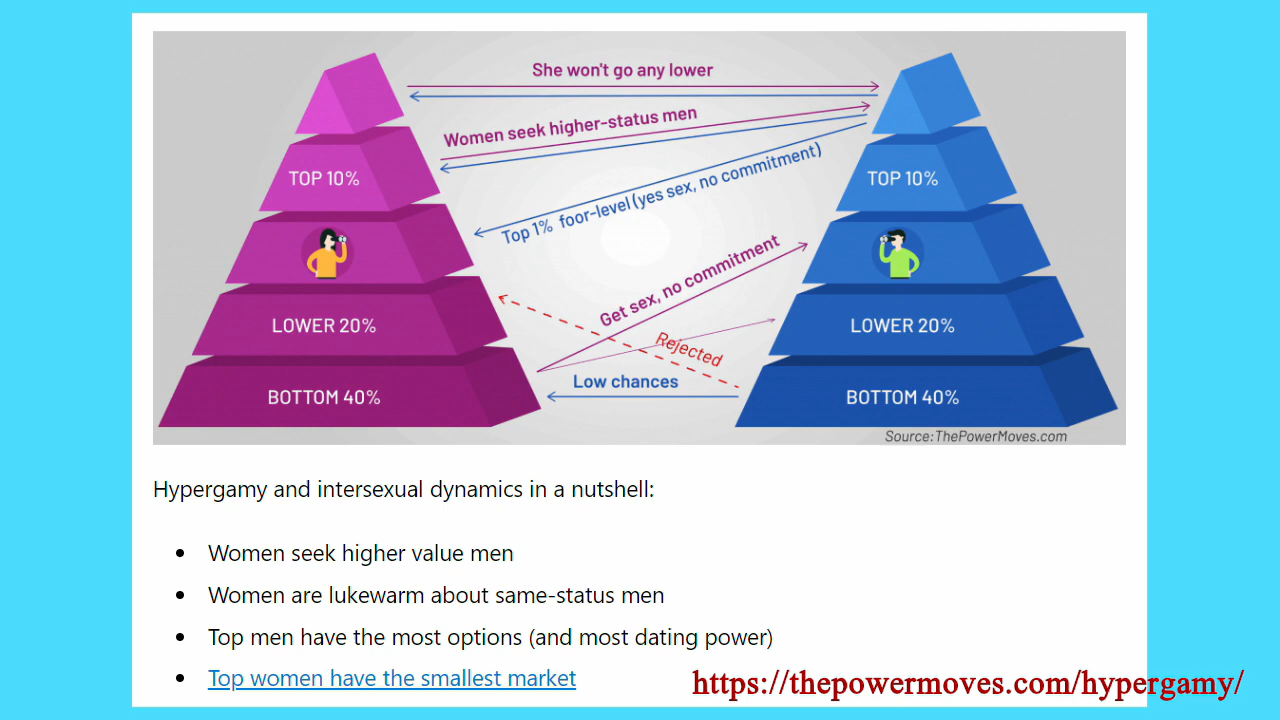 She won't go any lower
Women seek higher-status men
TOP 10%
TOP 10%
Top 1% foor-level (yes sex, no commitment)
Get sex, no commitment
LOWER 20%
LOWER 20%
Rejected
Low chances
BOTTOM 40%
BOTTOM 40%
Source:ThePowerMoves.com
Hypergamy and intersexual dynamics in a nutshell:
Women seek higher value men
Women are lukewarm about same-status men
Top men have the most options (and most dating power)
Top women have the smallest market
https://thepowermoves.com/hypergamy/